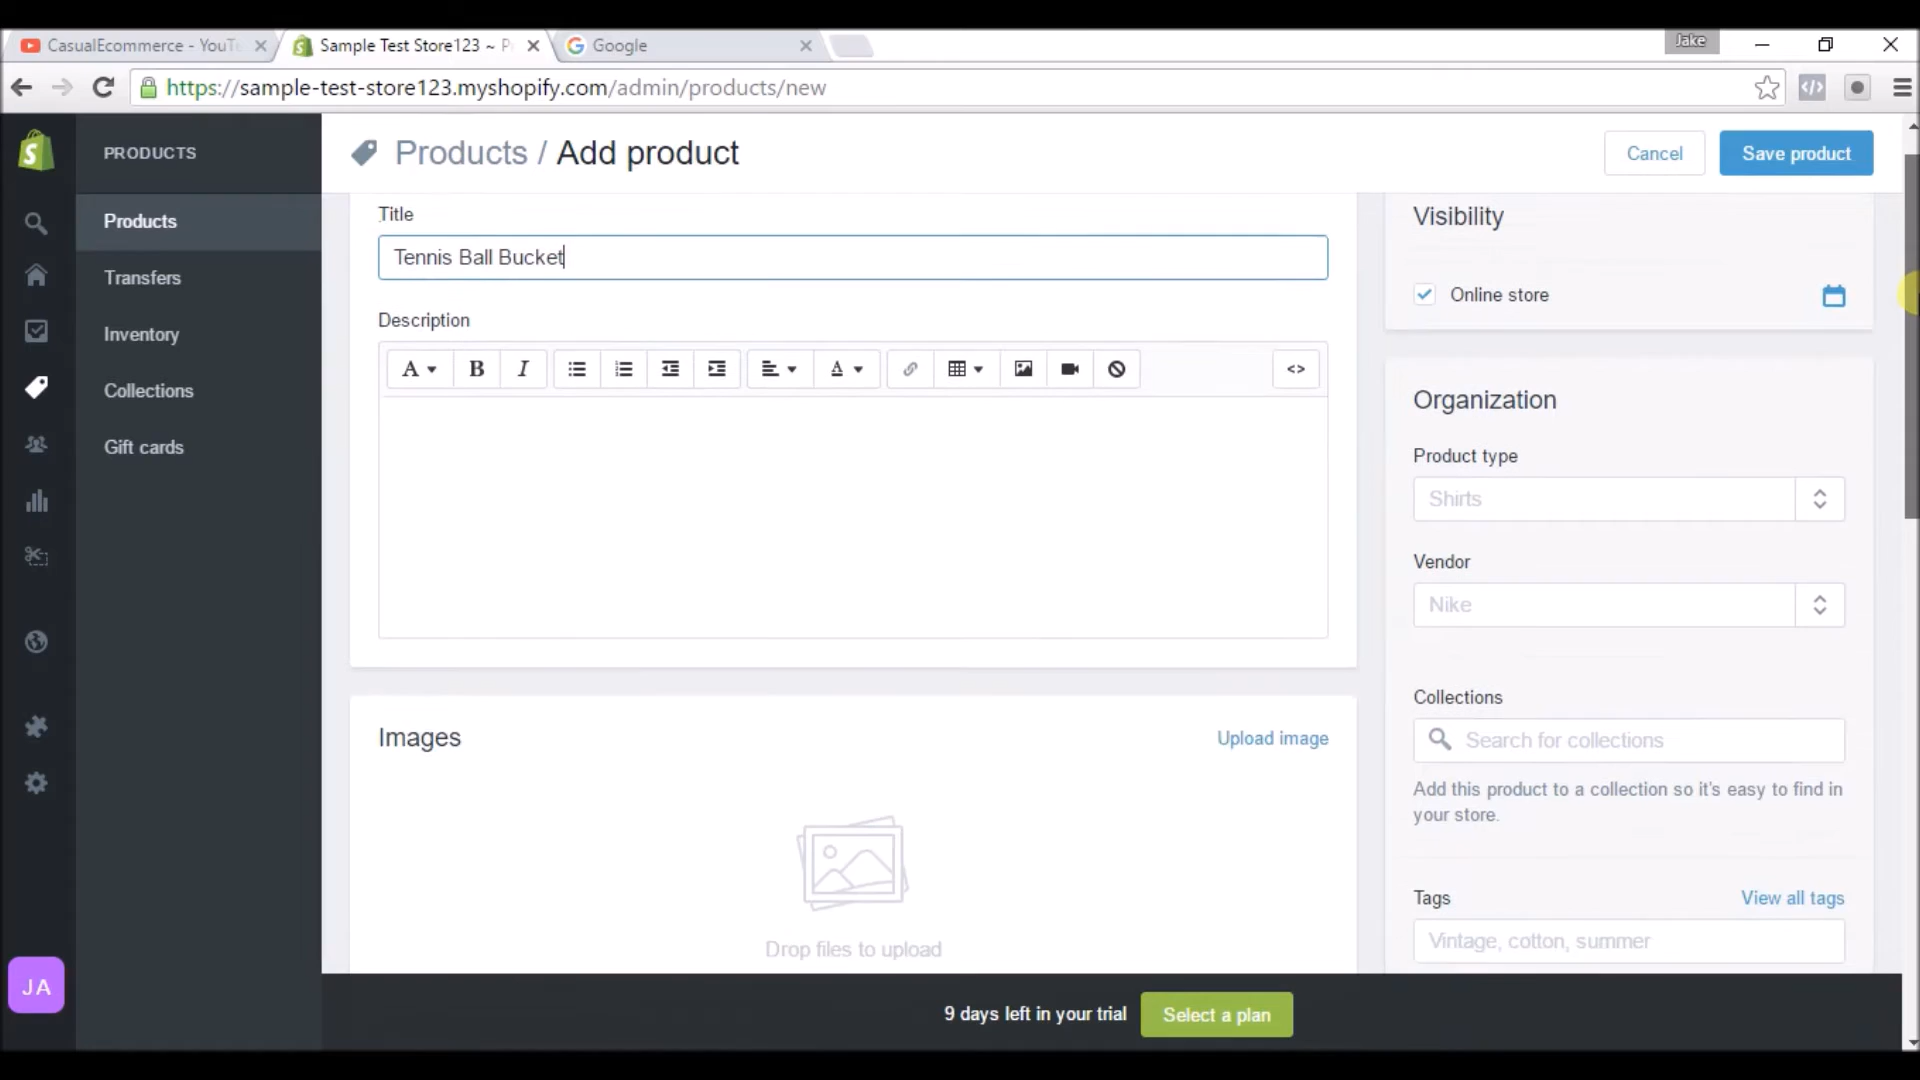 CasualEcommerce - YouT
Sample Test Store123 ~ P
Google
Jake
https://sample-test-store123.myshopify.com/admin/products/new
PRODUCTS
Products / Add product
Cancel
Save product
Products
Transfers
Inventory
Collections
Gift cards
Title
Tennis Ball Bucket
Description
A
B
I
A
<>
Images
Upload image
Drop files to upload
Visibility
Online store
Organization
Product type
Shirts
Vendor
Nike
Collections
Search for collections
Add this product to a collection so it's easy to find in
your store.
Tags
View all tags
Vintage, cotton, summer
JA
9 days left in your trial
Select a plan